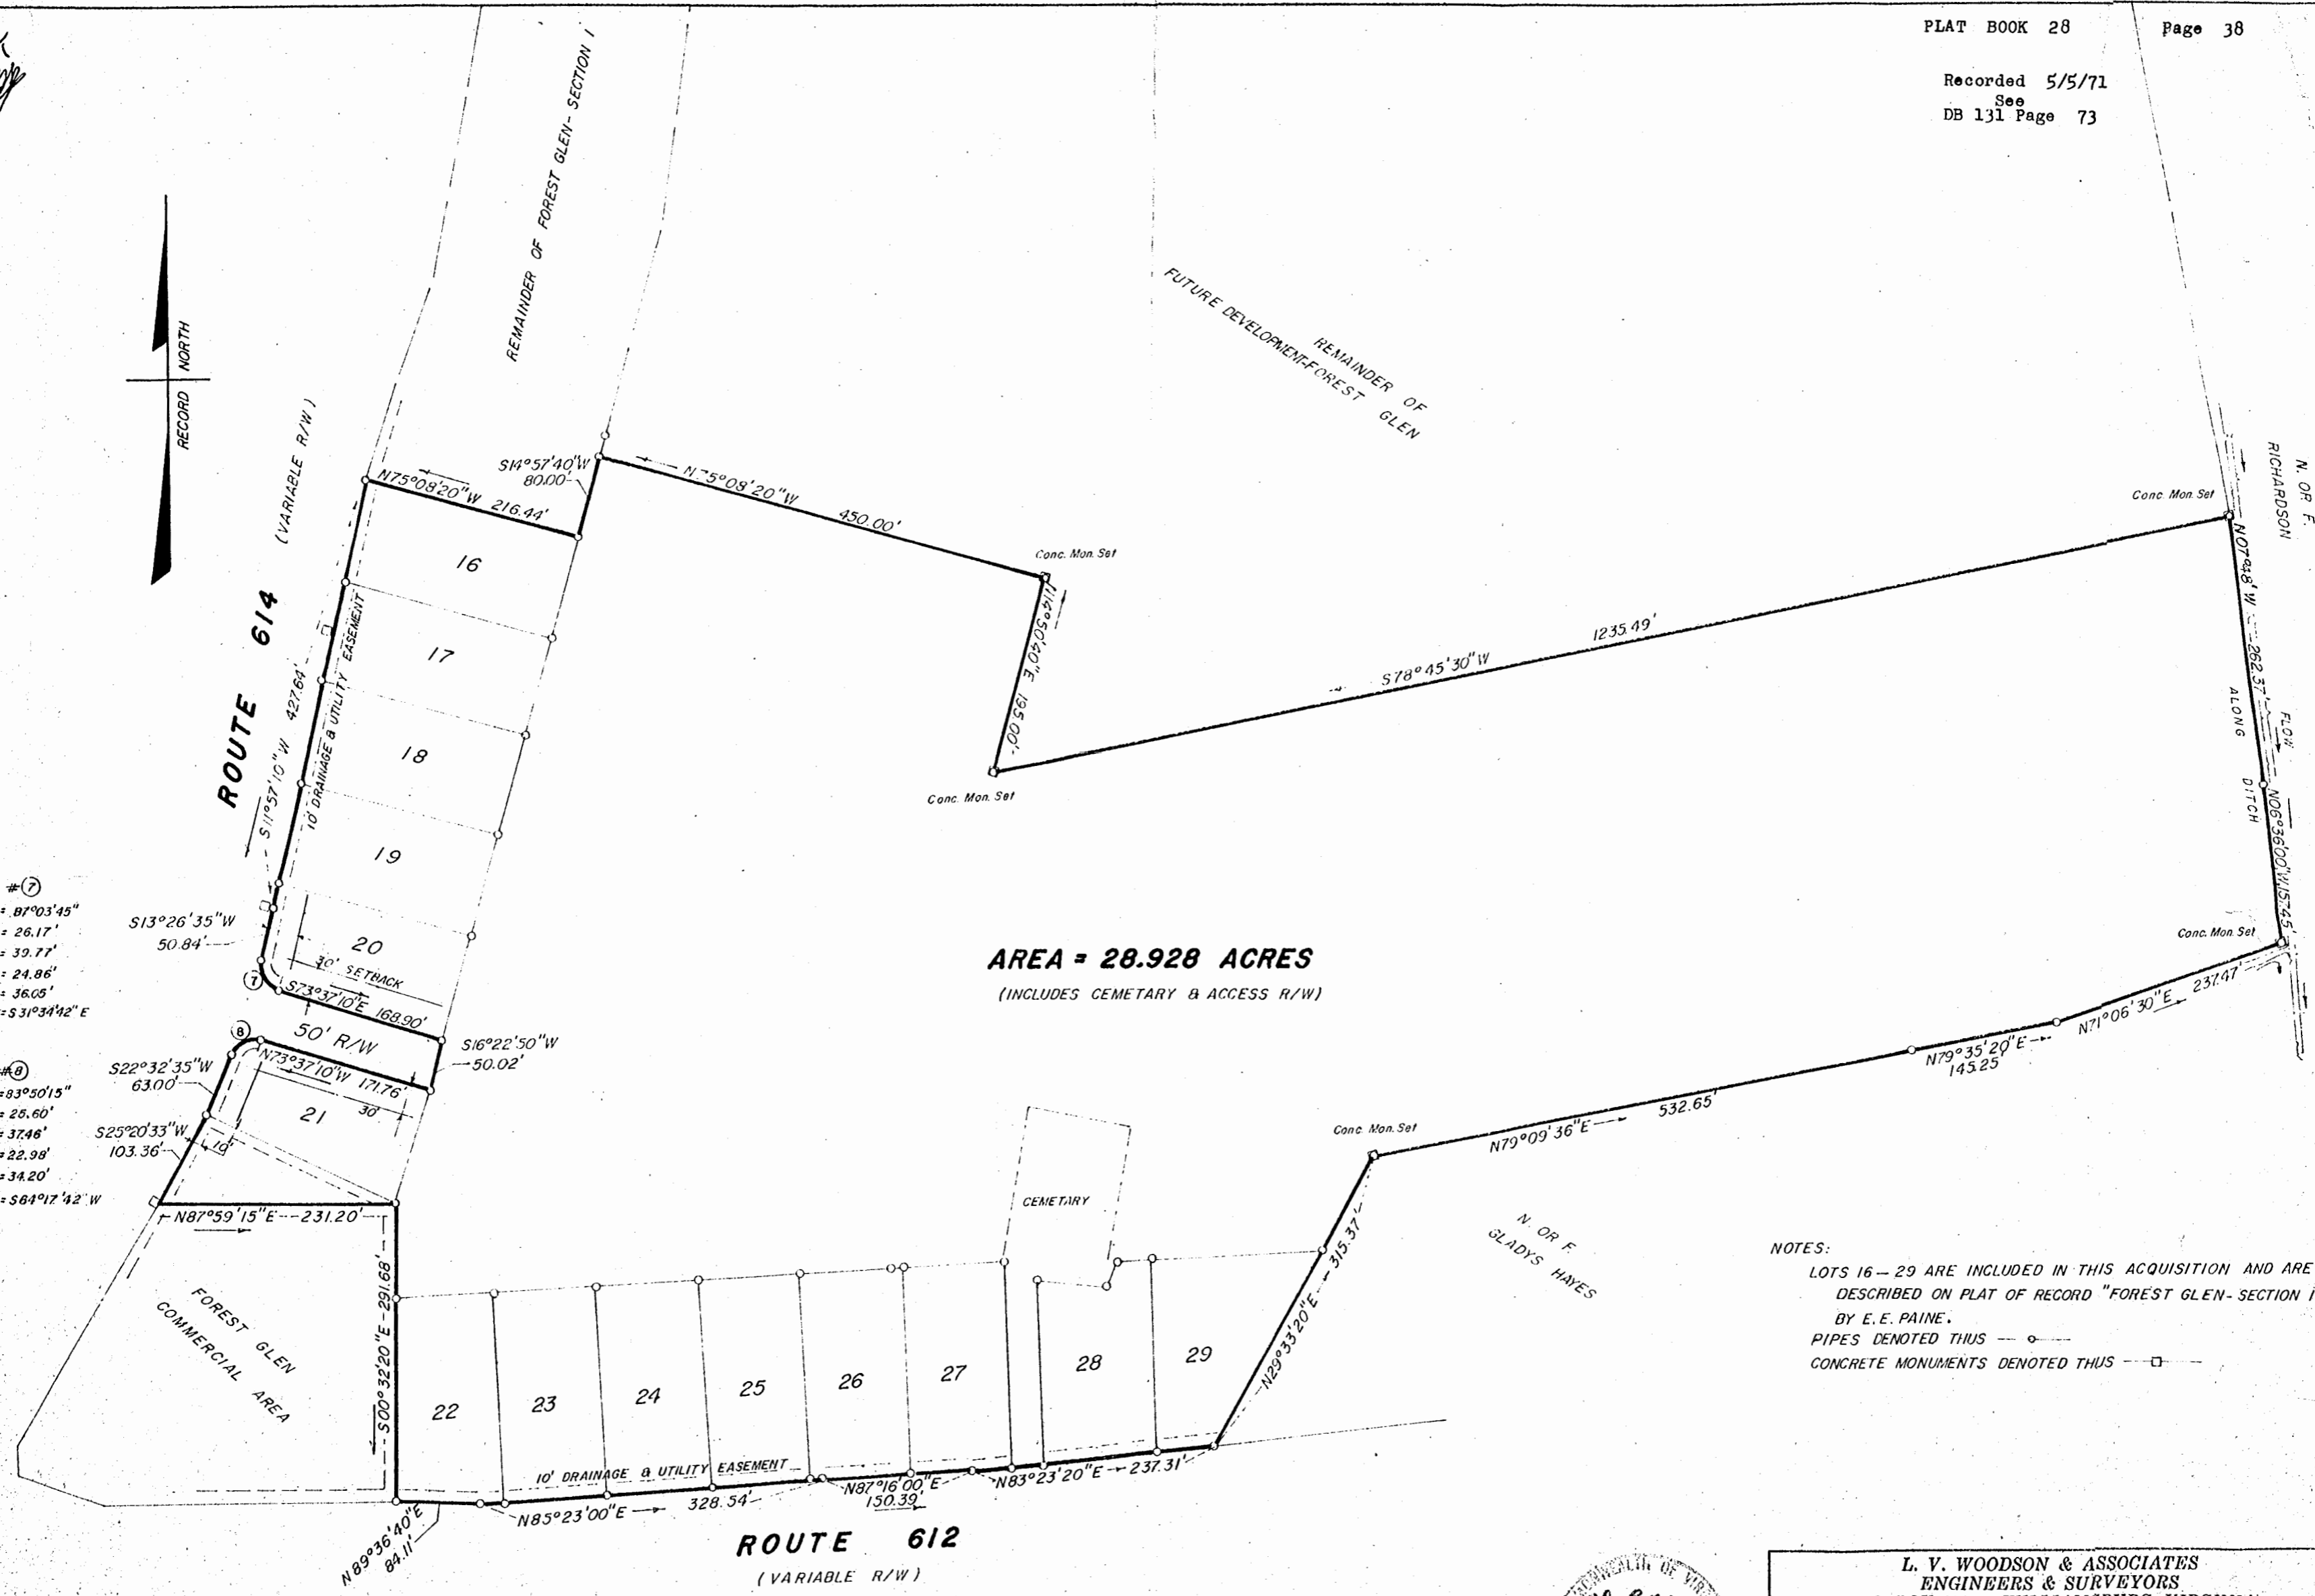 PLAT BOOK 28 Page 38
Recorded 5/5/71
See
DB 131 Page 73
REMAINDER OF FOREST GLEN-SECTION I
RECORD NORTH
ROUTE 614 (VARIABLE R/W)
FUTURE DEVELOPMENT-FOREST GLEN
REMAINDER OF
N. OR F.
RICHARDSON
S14°57'40"W
80.00'
N75°08'20"W 216.44'
N75°08'20"W 450.00'
Conc. Mon. Set
Conc. Mon. Set
N14°50'40"E 195.00'
Conc. Mon. Set
S78°45'30"W 1235.49'
N07°48'W 262.37'
ALONG DITCH
FLOW
N06°36'00"W 157.45'
Conc. Mon. Set
16
17
18
19
20
30' SETBACK
S11°57'10"W 427.64'
10' DRAINAGE & UTILITY EASEMENT
#7
= 87°03'45"
= 26.17'
= 39.77'
= 24.86'
= 36.05'
= S31°34'42"E
S13°26'35"W
50.84'
7
S73°37'10"E 168.90'
50' R/W
8
N73°37'10"W 171.76'
30'
S16°22'50"W
50.02'
#8
= 83°50'15"
= 25.60'
= 37.46'
= 22.98'
= 34.20'
= S64°17'42"W
S22°32'35"W
63.00'
S25°20'33"W
103.36'
10'
21
N87°59'15"E 231.20'
AREA = 28.928 ACRES
(INCLUDES CEMETARY & ACCESS R/W)
N71°06'30"E 237.47'
N79°35'20"E
145.25'
N79°09'36"E 532.65'
Conc. Mon. Set
CEMETARY
N. OR F.
GLADYS HAYES
N29°33'20"E 315.37'
FOREST GLEN
COMMERCIAL AREA
S00°32'20"E 291.68'
22
23
24
25
26
27
28
29
10' DRAINAGE & UTILITY EASEMENT
N89°36'40"E
84.11'
N85°23'00"E 328.54'
N87°16'00"E
150.39'
N83°23'20"E 237.31'
ROUTE 612
(VARIABLE R/W)
NOTES:
LOTS 16-29 ARE INCLUDED IN THIS ACQUISITION AND ARE
DESCRIBED ON PLAT OF RECORD "FOREST GLEN-SECTION I
BY E. E. PAINE.
PIPES DENOTED THUS
CONCRETE MONUMENTS DENOTED THUS
L. V. WOODSON & ASSOCIATES
ENGINEERS & SURVEYORS